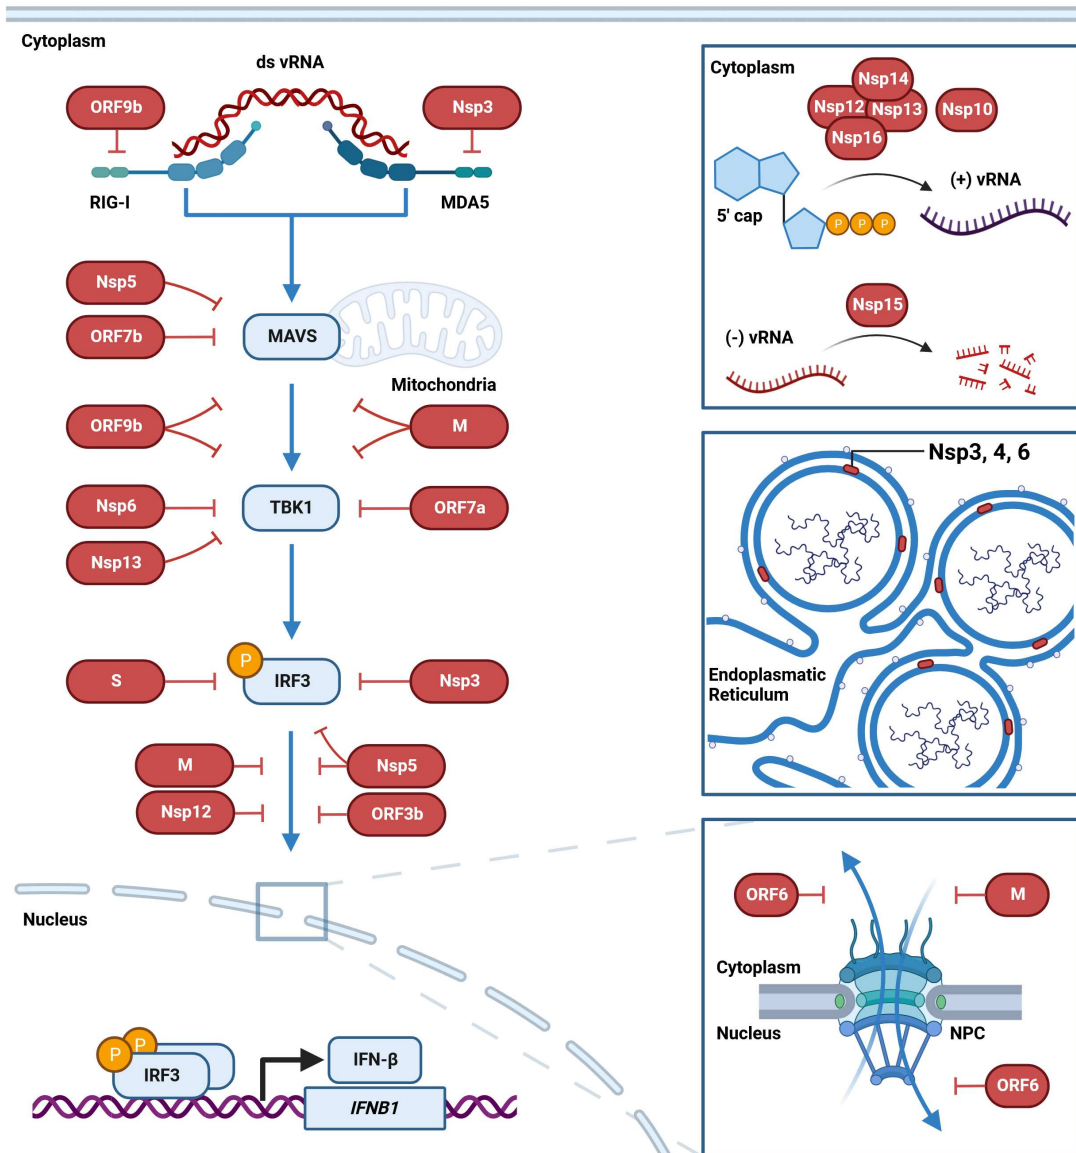 Cytoplasm
ds vRNA
ORF9b
Nsp3
RIG-I
MDA5
Nsp5
ORF7b
MAVS
Mitochondria
ORF9b
M
Nsp6
TBK1
ORF7a
Nsp13
P
S
IRF3
Nsp3
M
Nsp5
Nsp12
ORF3b
Nucleus
P
P
IRF3
IFN-β
IFNB1
Cytoplasm
Nsp14
Nsp12
Nsp13
Nsp10
Nsp16
(+) vRNA
5' cap
P P P
Nsp15
(-) vRNA
Nsp3, 4, 6
Endoplasmatic
Reticulum
ORF6
M
Cytoplasm
Nucleus
NPC
ORF6